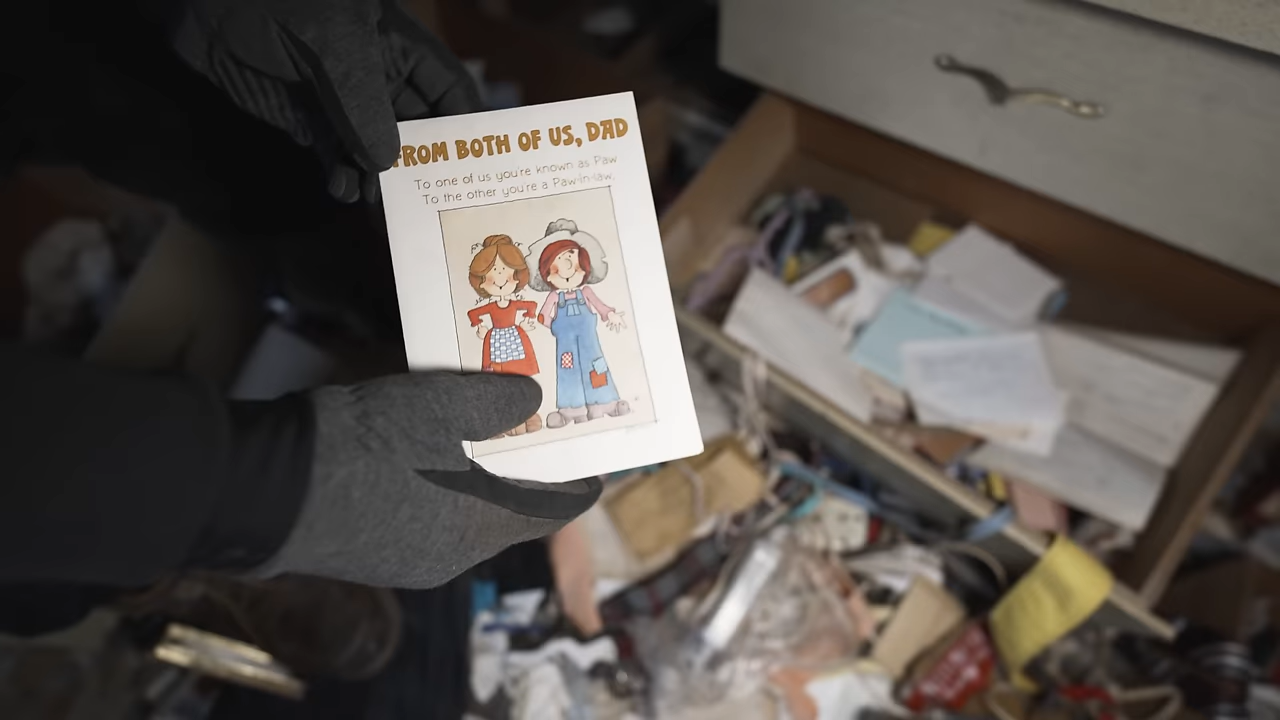 FROM BOTH OF US, DAD
To one of us you're known as Paw
To the other you're a Paw-in-law,